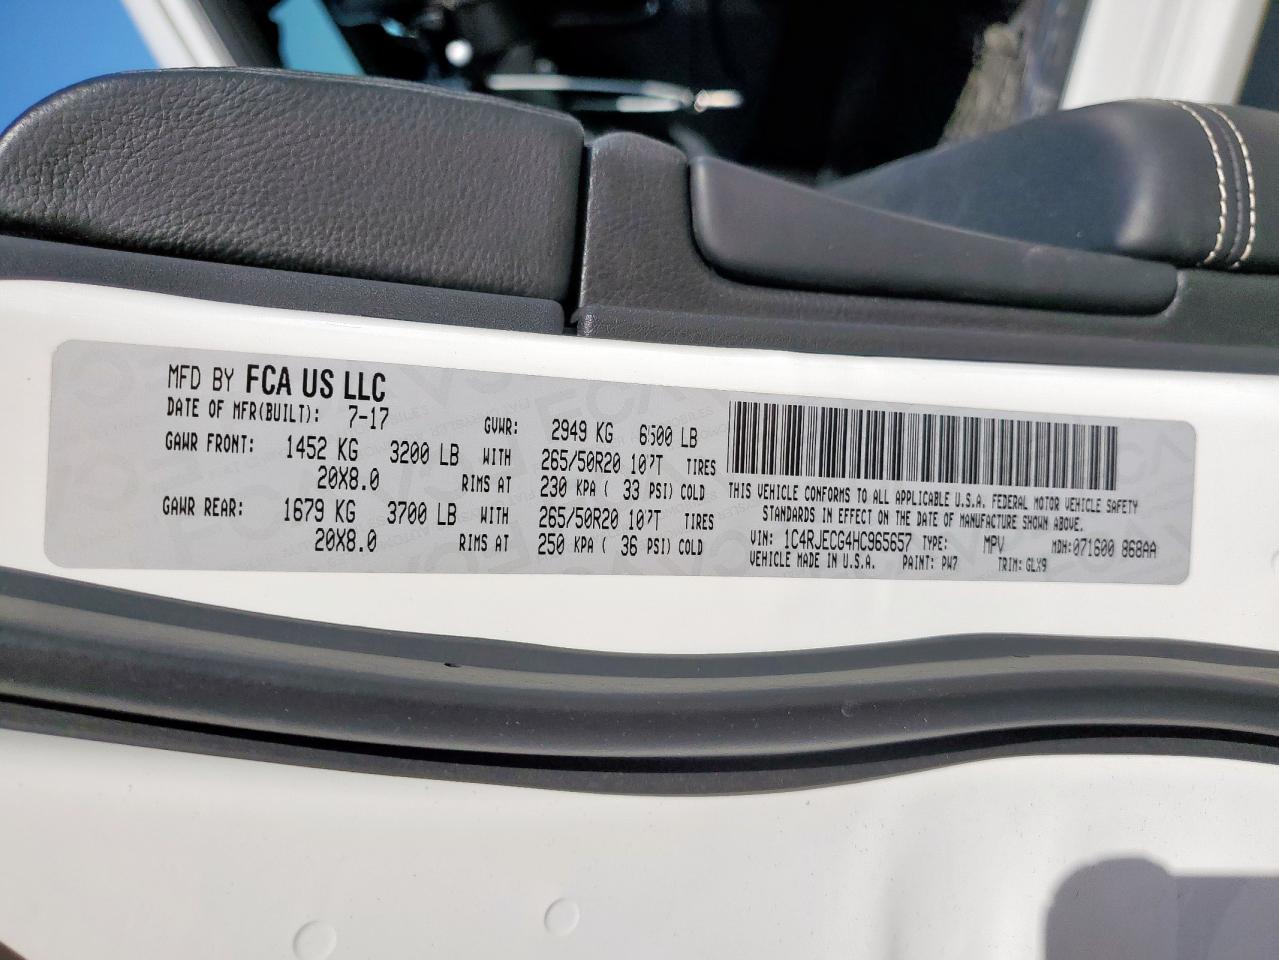 MFD BY FCA US LLC
DATE OF MFR(BUILT): 7-17 GVWR: 2949 KG 6500 LB
GAWR FRONT: 1452 KG 3200 LB WITH 265/50R20 107T TIRES
20X8.0 RIMS AT 230 KPA ( 33 PSI) COLD
GAWR REAR: 1679 KG 3700 LB WITH 265/50R20 107T TIRES
20X8.0 RIMS AT 250 KPA ( 36 PSI) COLD
THIS VEHICLE CONFORMS TO ALL APPLICABLE U.S.A. FEDERAL MOTOR VEHICLE SAFETY
STANDARDS IN EFFECT ON THE DATE OF MANUFACTURE SHOWN ABOVE.
VIN: 1C4RJECG4HC965657 TYPE: MPV MDH:071600 868AA
VEHICLE MADE IN U.S.A. PAINT: PW7 TRIM: GLX9